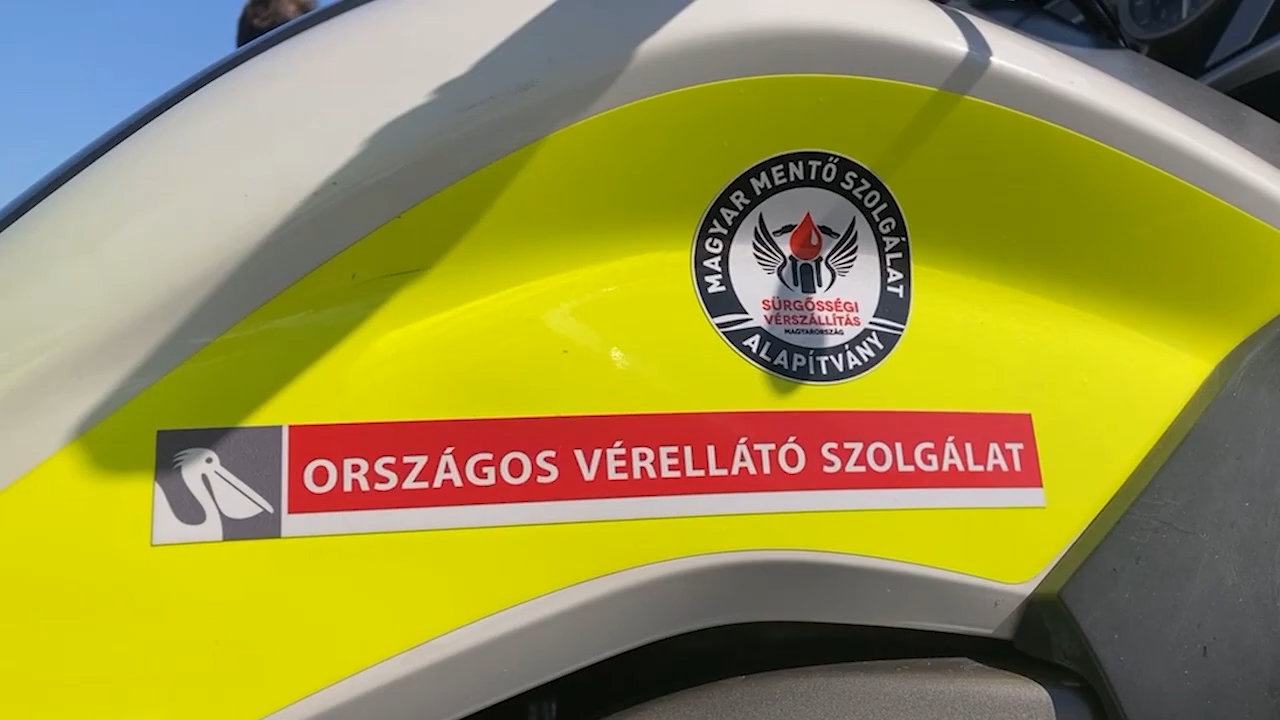 MAGYAR MENTŐ SZOLGÁLAT
SÜRGŐSSÉGI
VÉRSZÁLLÍTÁS
MAGYARORSZÁG
ALAPÍTVÁNY
ORSZÁGOS VÉRELLÁTÓ SZOLGÁLAT